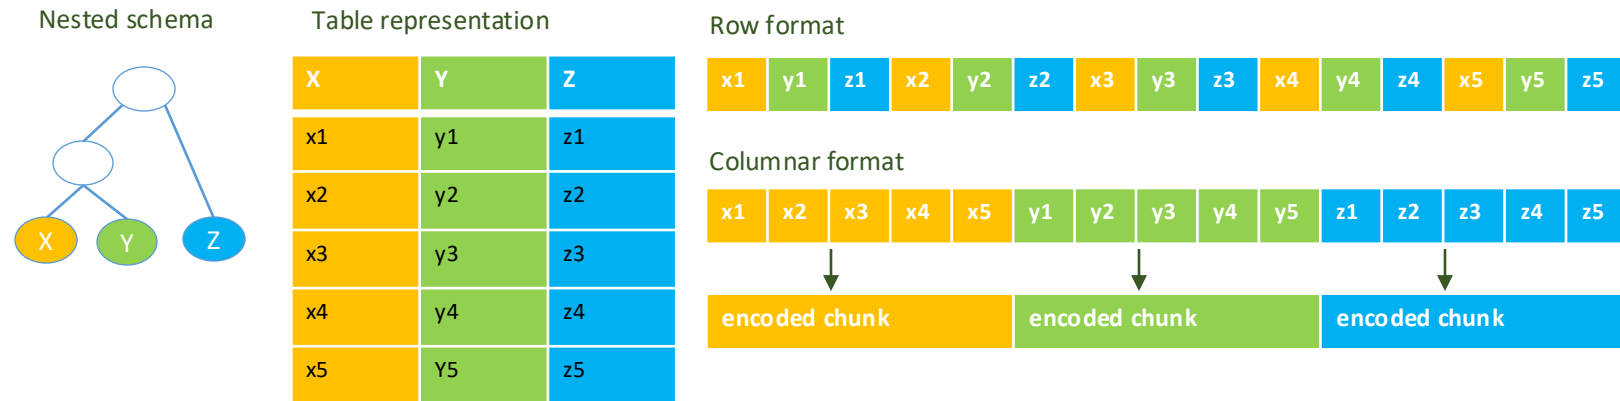 Nested schema
X Y Z
Table representation
X Y Z
x1 y1 z1
x2 y2 z2
x3 y3 z3
x4 y4 z4
x5 Y5 z5
Row format
x1 y1 z1 x2 y2 z2 x3 y3 z3 x4 y4 z4 x5 y5 z5
Columnar format
x1 x2 x3 x4 x5 y1 y2 y3 y4 y5 z1 z2 z3 z4 z5
encoded chunk encoded chunk encoded chunk